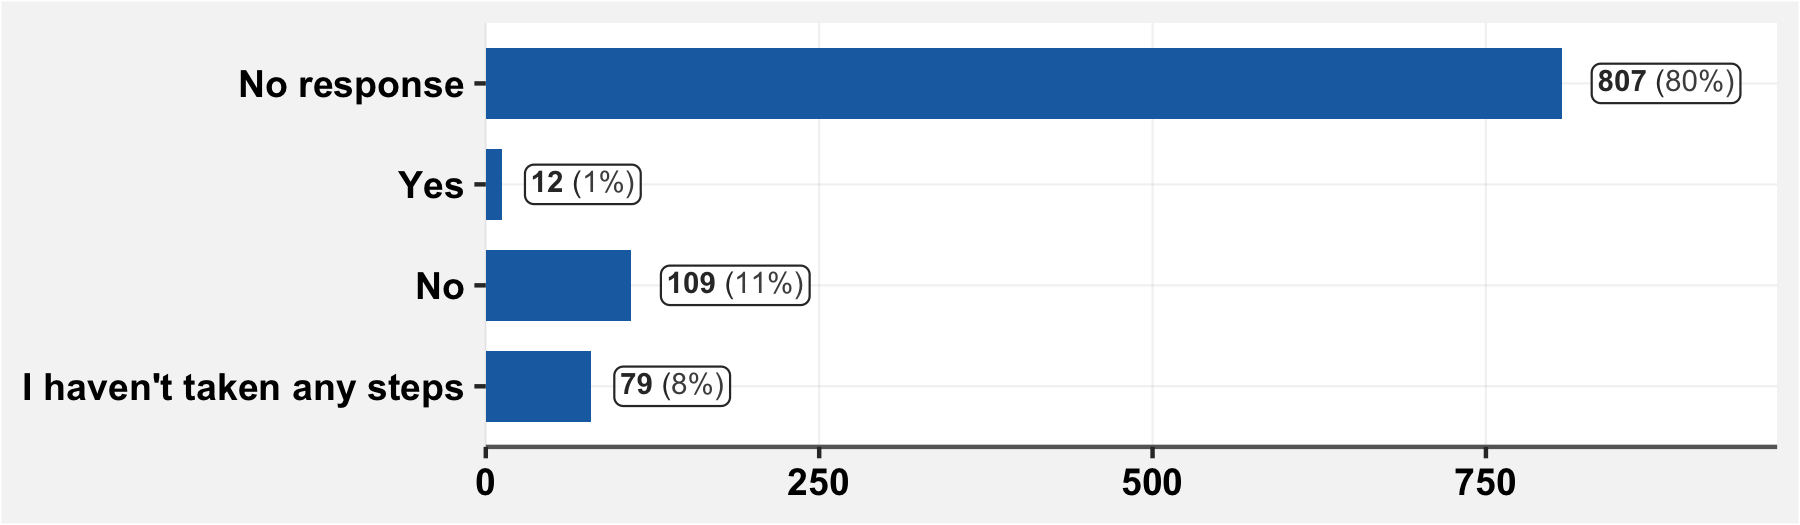 No response
807 (80%)
Yes
12 (1%)
No
109 (11%)
I haven't taken any steps
79 (8%)
0 250 500 750